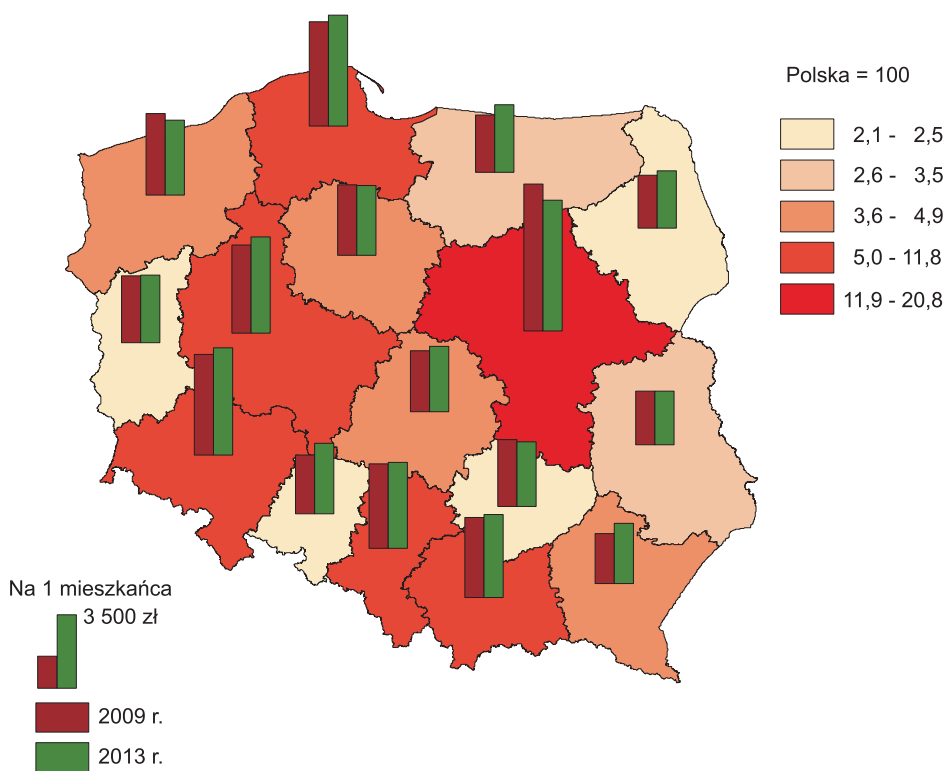 Polska = 100
2,1 - 2,5
2,6 - 3,5
3,6 - 4,9
5,0 - 11,8
11,9 - 20,8
Na 1 mieszkańca
3 500 zł
2009 r.
2013 r.